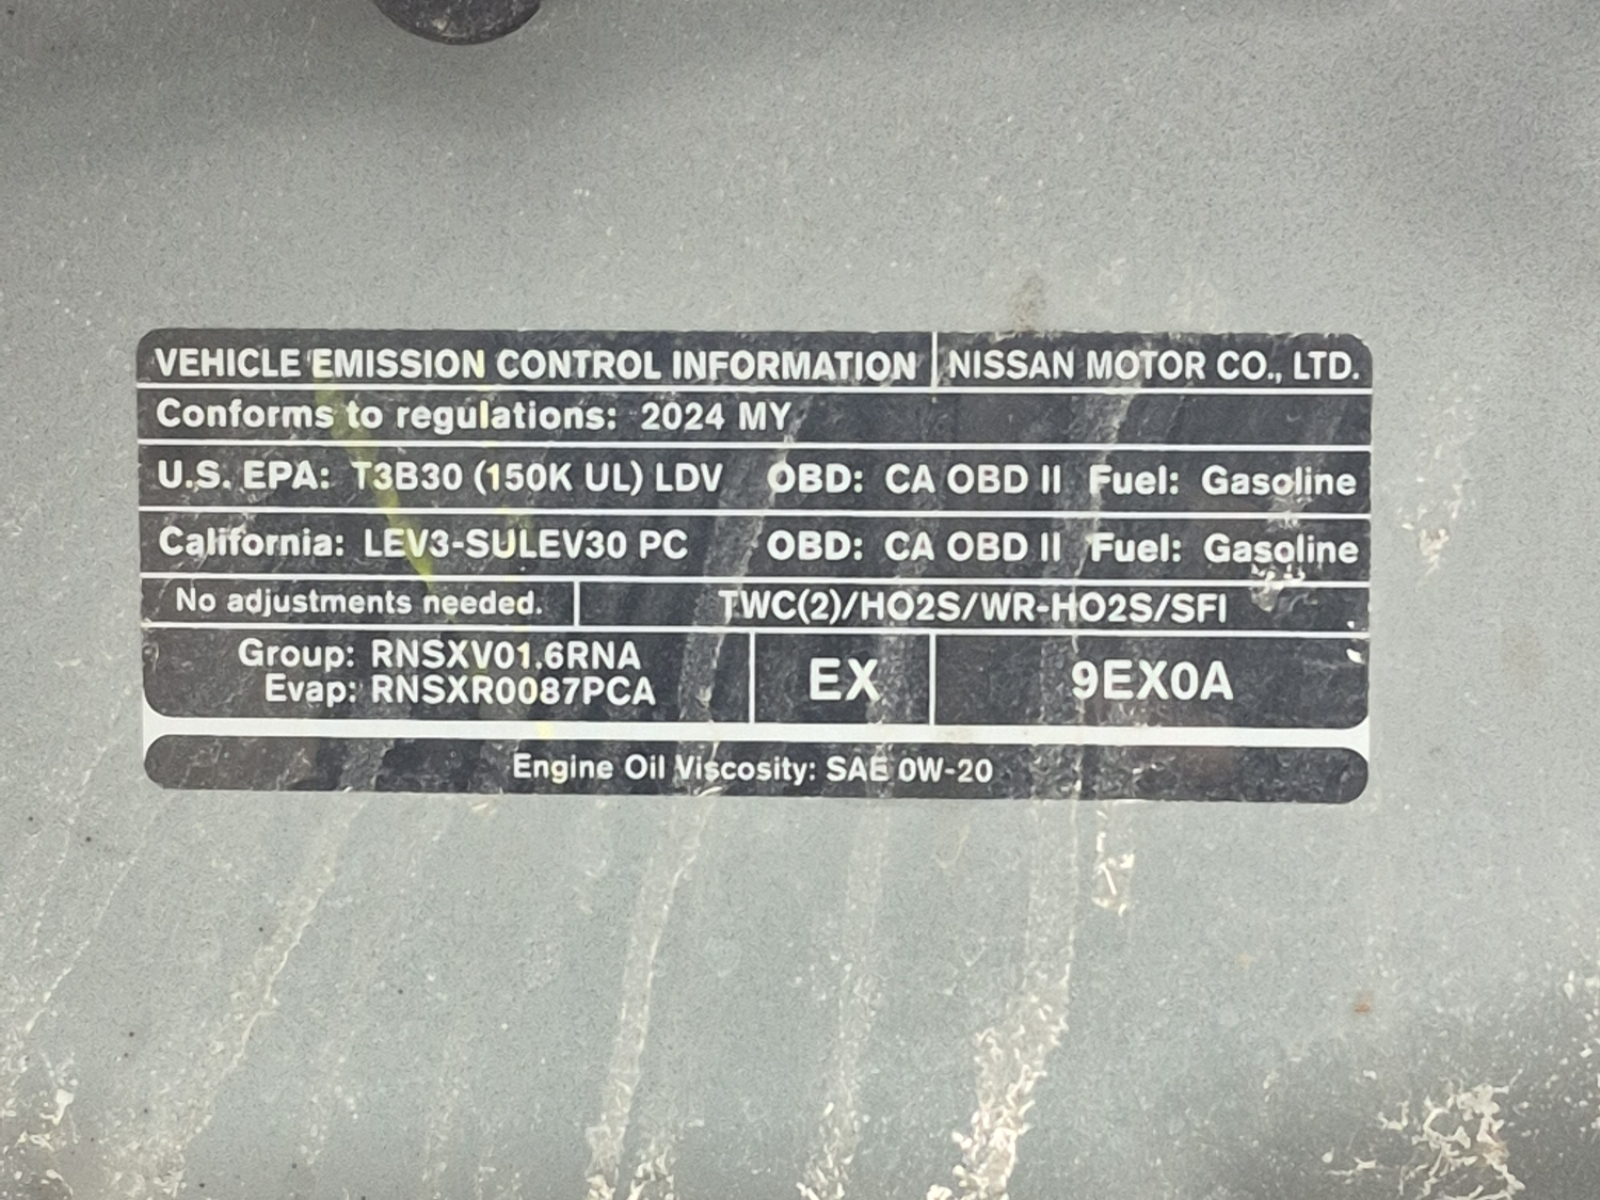 VEHICLE EMISSION CONTROL INFORMATION NISSAN MOTOR CO., LTD.
Conforms to regulations: 2024 MY
U.S. EPA: T3B30 (150K UL) LDV OBD: CA OBD II Fuel: Gasoline
California: LEV3-SULEV30 PC OBD: CA OBD II Fuel: Gasoline
No adjustments needed. TWC(2)/HO2S/WR-HO2S/SFI
Group: RNSXV01.6RNA
Evap: RNSXR0087PCA
EX
9EX0A
Engine Oil Viscosity: SAE 0W-20